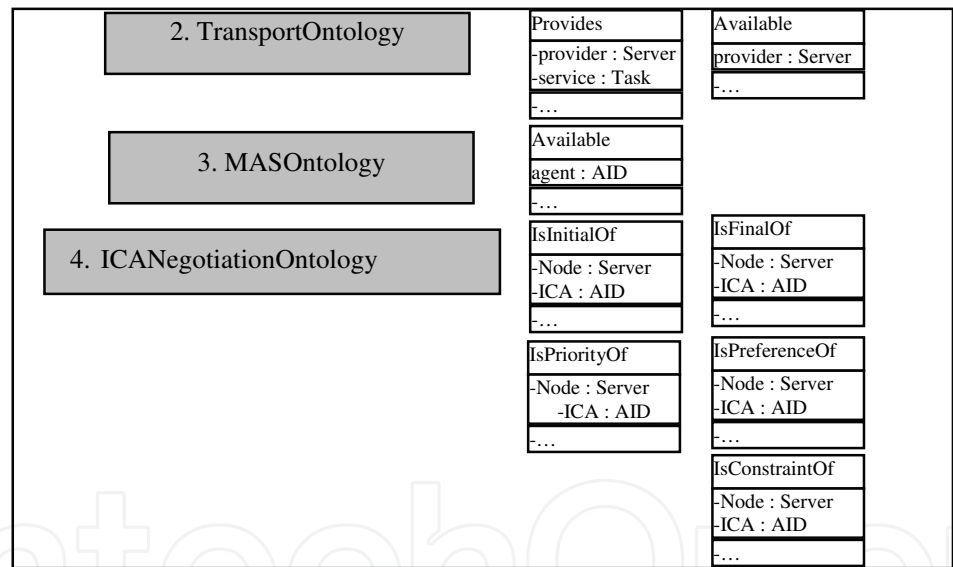 2. TransportOntology
Provides
-provider : Server
-service : Task
-…
Available
provider : Server
-…
3. MASOntology
Available
agent : AID
-…
4. ICANegotiationOntology
IsInitialOf
-Node : Server
-ICA : AID
-…
IsFinalOf
-Node : Server
-ICA : AID
-…
IsPriorityOf
-Node : Server
-ICA : AID
-…
IsPreferenceOf
-Node : Server
-ICA : AID
-…
IsConstraintOf
-Node : Server
-ICA : AID
-…